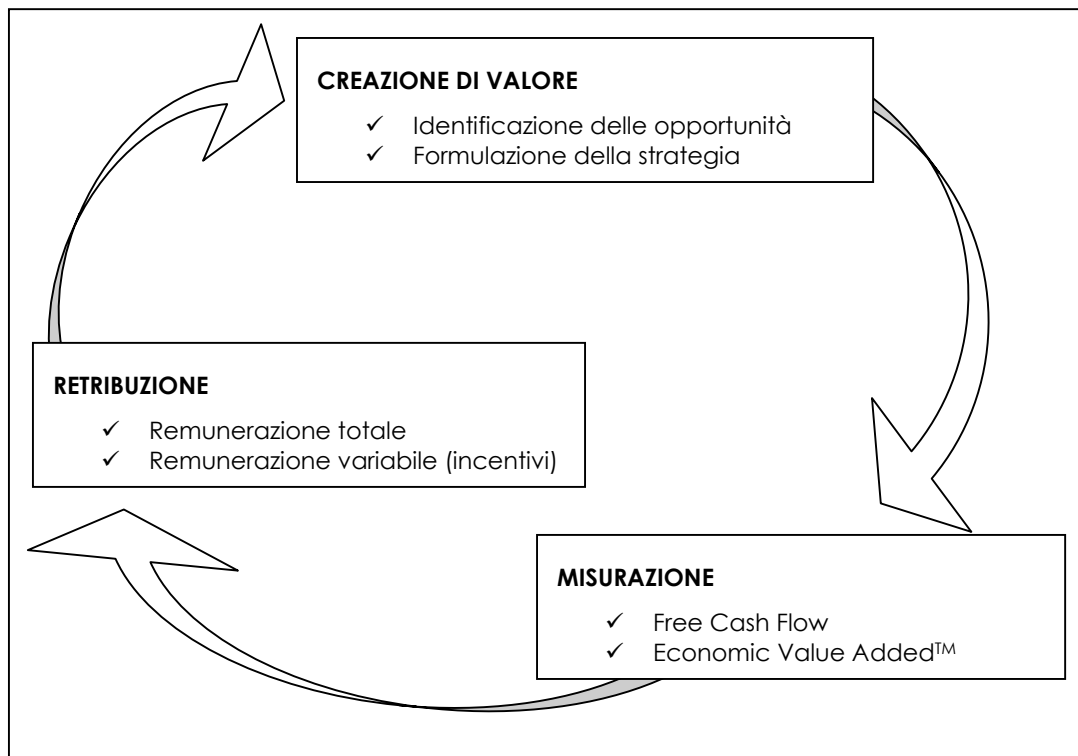 CREAZIONE DI VALORE
✓ Identificazione delle opportunità
✓ Formulazione della strategia
RETRIBUZIONE
✓ Remunerazione totale
✓ Remunerazione variabile (incentivi)
MISURAZIONE
✓ Free Cash Flow
✓ Economic Value Added™